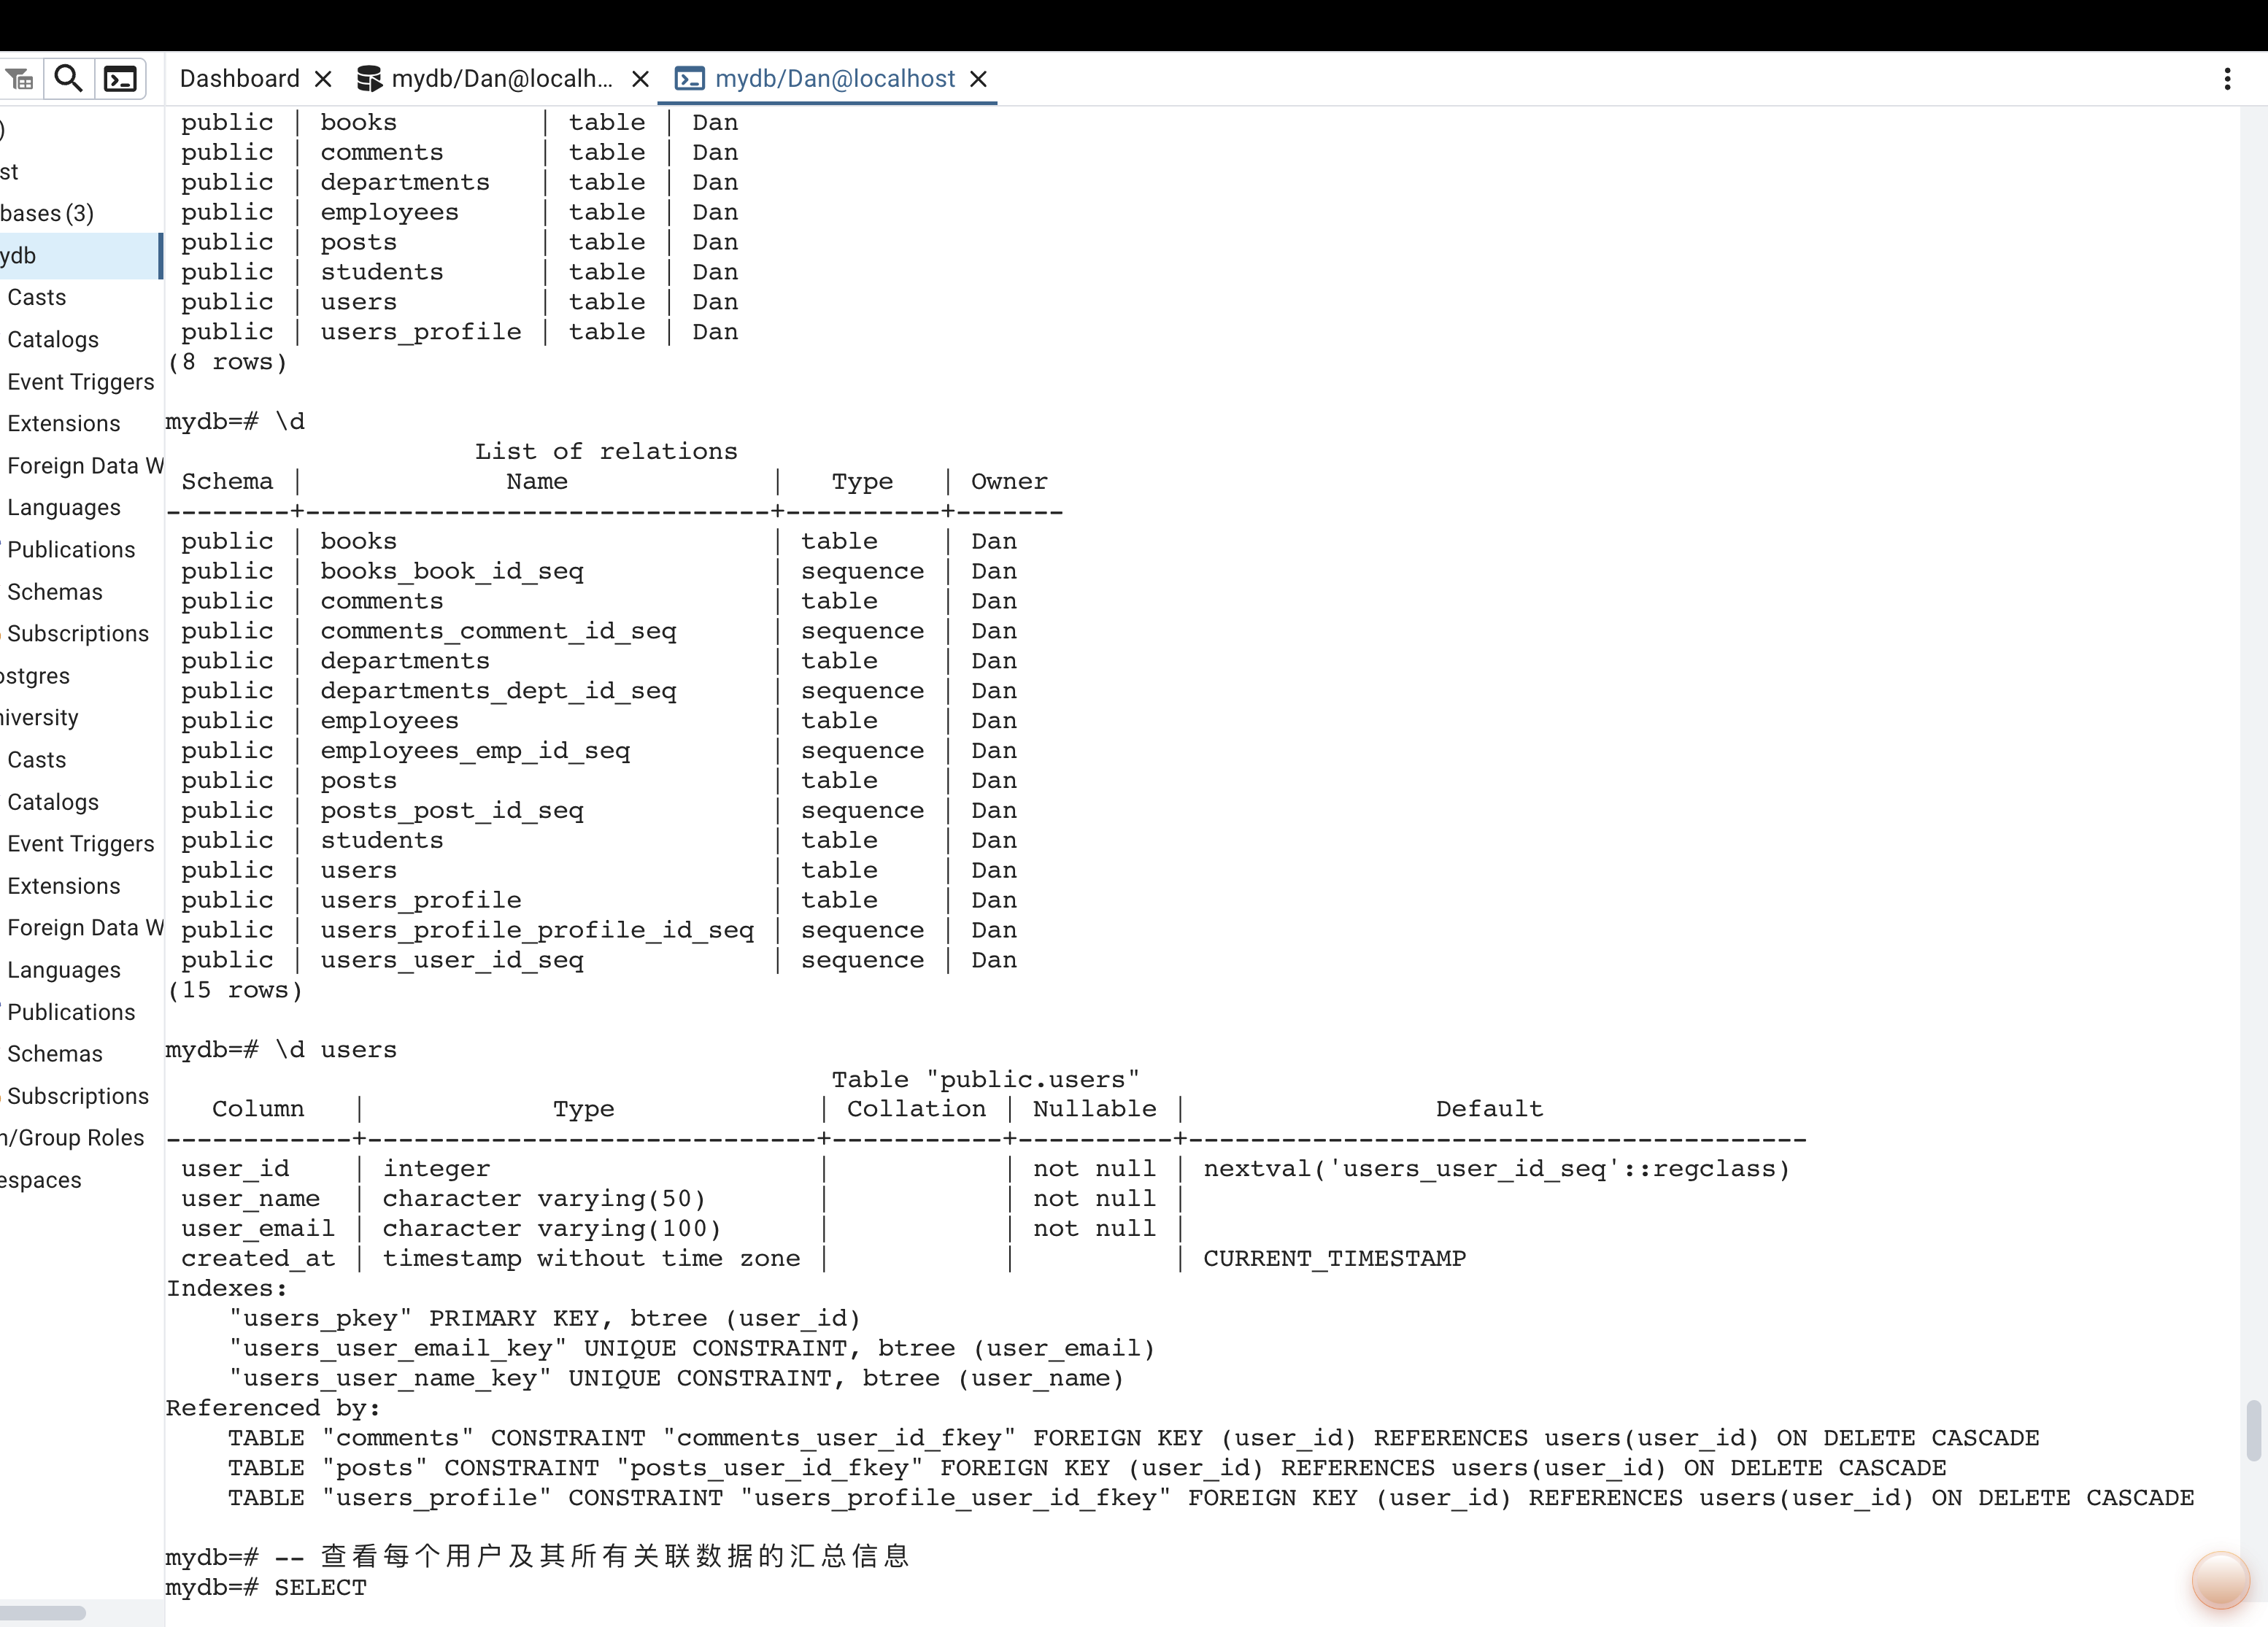 Dashboard
mydb/Dan@localh...
mydb/Dan@localhost
)
st
bases (3)
ydb
Casts
Catalogs
Event Triggers
Extensions
Foreign Data W
Languages
Publications
Schemas
Subscriptions
ostgres
niversity
Casts
Catalogs
Event Triggers
Extensions
Foreign Data W
Languages
Publications
Schemas
Subscriptions
n/Group Roles
espaces
public | books | table | Dan
public | comments | table | Dan
public | departments | table | Dan
public | employees | table | Dan
public | posts | table | Dan
public | students | table | Dan
public | users | table | Dan
public | users_profile | table | Dan
(8 rows)
mydb=# \d
List of relations
Schema | Name | Type | Owner
--------+------------------------------+----------+-------
public | books | table | Dan
public | books_book_id_seq | sequence | Dan
public | comments | table | Dan
public | comments_comment_id_seq | sequence | Dan
public | departments | table | Dan
public | departments_dept_id_seq | sequence | Dan
public | employees | table | Dan
public | employees_emp_id_seq | sequence | Dan
public | posts | table | Dan
public | posts_post_id_seq | sequence | Dan
public | students | table | Dan
public | users | table | Dan
public | users_profile | table | Dan
public | users_profile_profile_id_seq | sequence | Dan
public | users_user_id_seq | sequence | Dan
(15 rows)
mydb=# \d users
Table "public.users"
Column | Type | Collation | Nullable | Default
------------+-----------------------------+-----------+----------+----------------------------------------
user_id | integer | | not null | nextval('users_user_id_seq'::regclass)
user_name | character varying(50) | | not null |
user_email | character varying(100) | | not null |
created_at | timestamp without time zone | | | CURRENT_TIMESTAMP
Indexes:
"users_pkey" PRIMARY KEY, btree (user_id)
"users_user_email_key" UNIQUE CONSTRAINT, btree (user_email)
"users_user_name_key" UNIQUE CONSTRAINT, btree (user_name)
Referenced by:
TABLE "comments" CONSTRAINT "comments_user_id_fkey" FOREIGN KEY (user_id) REFERENCES users(user_id) ON DELETE CASCADE
TABLE "posts" CONSTRAINT "posts_user_id_fkey" FOREIGN KEY (user_id) REFERENCES users(user_id) ON DELETE CASCADE
TABLE "users_profile" CONSTRAINT "users_profile_user_id_fkey" FOREIGN KEY (user_id) REFERENCES users(user_id) ON DELETE CASCADE
mydb=# -- 查看每个用户及其所有关联数据的汇总信息
mydb=# SELECT